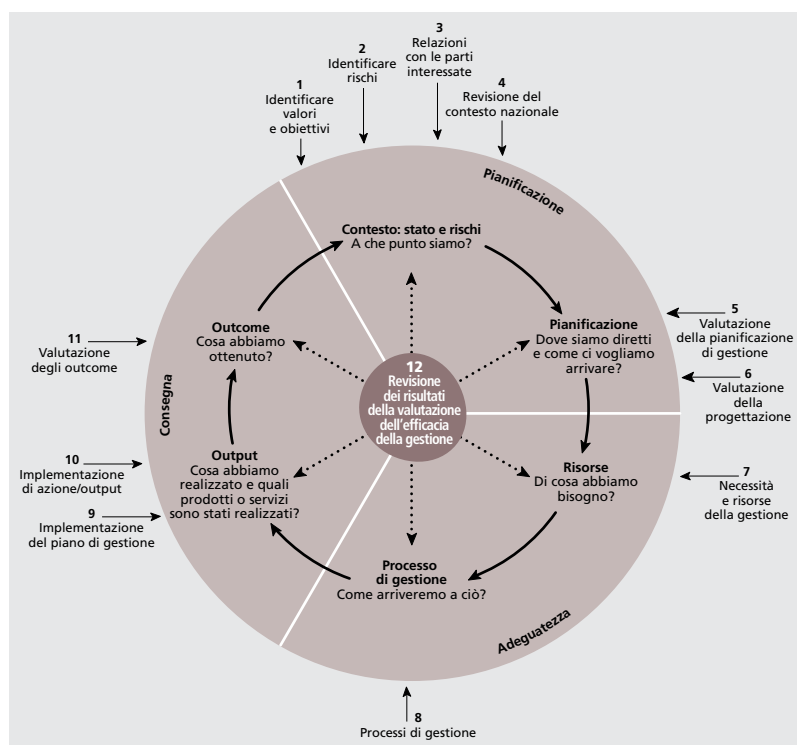 1
Identificare
valori
e obiettivi
2
Identificare
rischi
3
Relazioni
con le parti
interessate
4
Revisione del
contesto nazionale
Pianificazione
Contesto: stato e rischi
A che punto siamo?
Pianificazione
Dove siamo diretti
e come ci vogliamo
arrivare?
5
Valutazione
della pianificazione
di gestione
6
Valutazione
della
progettazione
Risorse
Di cosa abbiamo
bisogno?
7
Necessità
e risorse
della gestione
Adeguatezza
Processo
di gestione
Come arriveremo a ciò?
8
Processi di gestione
Output
Cosa abbiamo
realizzato e quali
prodotti o servizi
sono stati realizzati?
9
Implementazione
del piano di gestione
10
Implementazione
di azione/output
Consegna
Outcome
Cosa abbiamo
ottenuto?
11
Valutazione
degli outcome
12
Revisione
dei risultati
della valutazione
dell'efficacia
della gestione